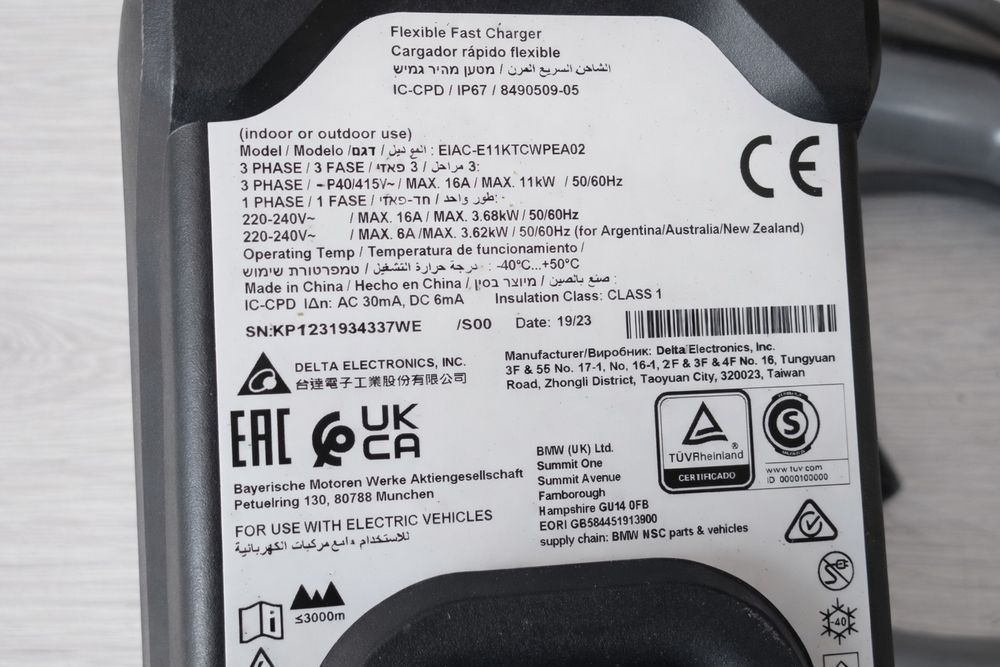 Flexible Fast Charger
Cargador rápido flexible
الشاحن السريع المرن / מטען מהיר גמיש
IC-CPD / IP67 / 8490509-05
(indoor or outdoor use)
Model / Modelo / דגם / الموديل : EIAC-E11KTCWPEA02
3 PHASE / 3 FASE / 3 פאזי / 3 مراحل:
3 PHASE / P40/415V~ / MAX. 16A / MAX. 11kW / 50/60Hz
1 PHASE / 1 FASE / חד-פאזי / طور واحد:
220-240V~ / MAX. 16A / MAX. 3.68kW / 50/60Hz
220-240V~ / MAX. 6A / MAX. 3.62kW / 50/60Hz (for Argentina/Australia/New Zealand)
Operating Temp / Temperatura de funcionamiento /
טמפרטורת שימוש / درجة حرارة التشغيل : -40°C...+50°C
Made in China / Hecho en China / מיוצר בסין / صنع بالصين :
IC-CPD IΔn: AC 30mA, DC 6mA Insulation Class: CLASS 1
SN:KP1231934337WE /S00 Date: 19/23
DELTA ELECTRONICS, INC.
台達電子工業股份有限公司
Manufacturer/Виробник: Delta Electronics, Inc.
3F & 55 No. 17-1, No, 16-1, 2F & 3F & 4F No. 16, Tungyuan
Road, Zhongli District, Taoyuan City, 320023, Taiwan
CE
EAC
UK
CA
TÜVRheinland
®
CERTIFICADO
S
www tuv com
ID 0000100000
Bayerische Motoren Werke Aktiengesellschaft
Petuelring 130, 80788 Munchen
BMW (UK) Ltd.
Summit One
Summit Avenue
Famborough
Hampshire GU14 0FB
EORI GB584451913900
supply chain: BMW NSC parts & vehicles
FOR USE WITH ELECTRIC VEHICLES
للاستخدام مع مركبات الكهربائية
i
≤3000m
-40